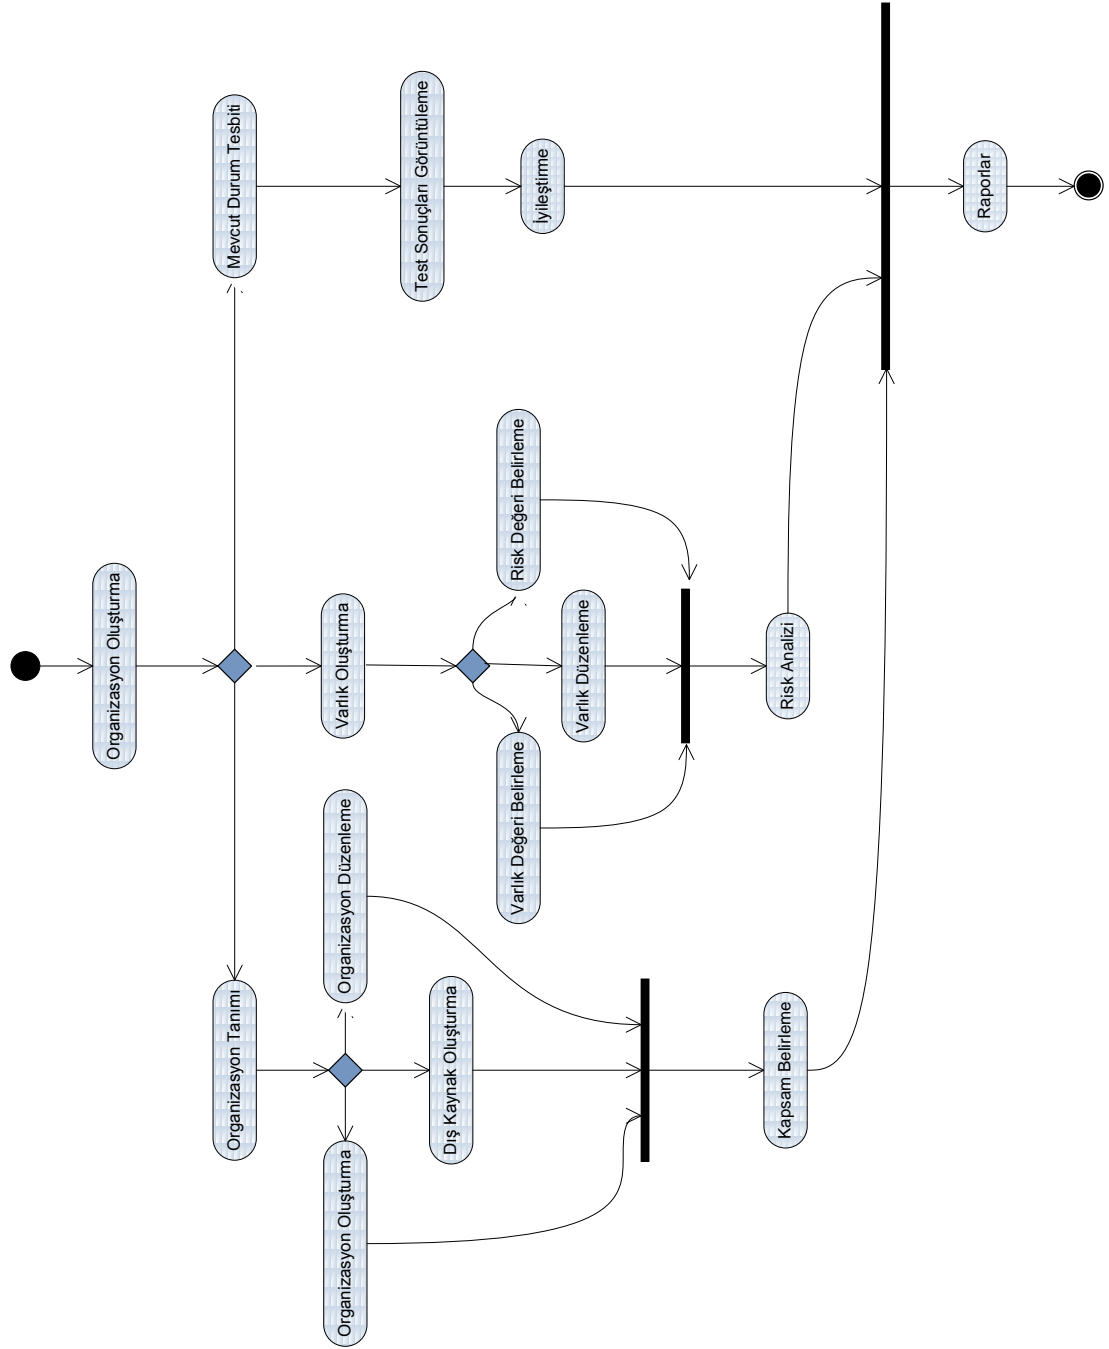 Organizasyon Oluşturma
Organizasyon Tanımı
Varlık Oluşturma
Mevcut Durum Tesbiti
Organizasyon Oluşturma
Dış Kaynak Oluşturma
Organizasyon Düzenleme
Varlık Değeri Belirleme
Varlık Düzenleme
Risk Değeri Belirleme
Test Sonuçları Görüntüleme
İyileştirme
Kapsam Belirleme
Risk Analizi
Raporlar